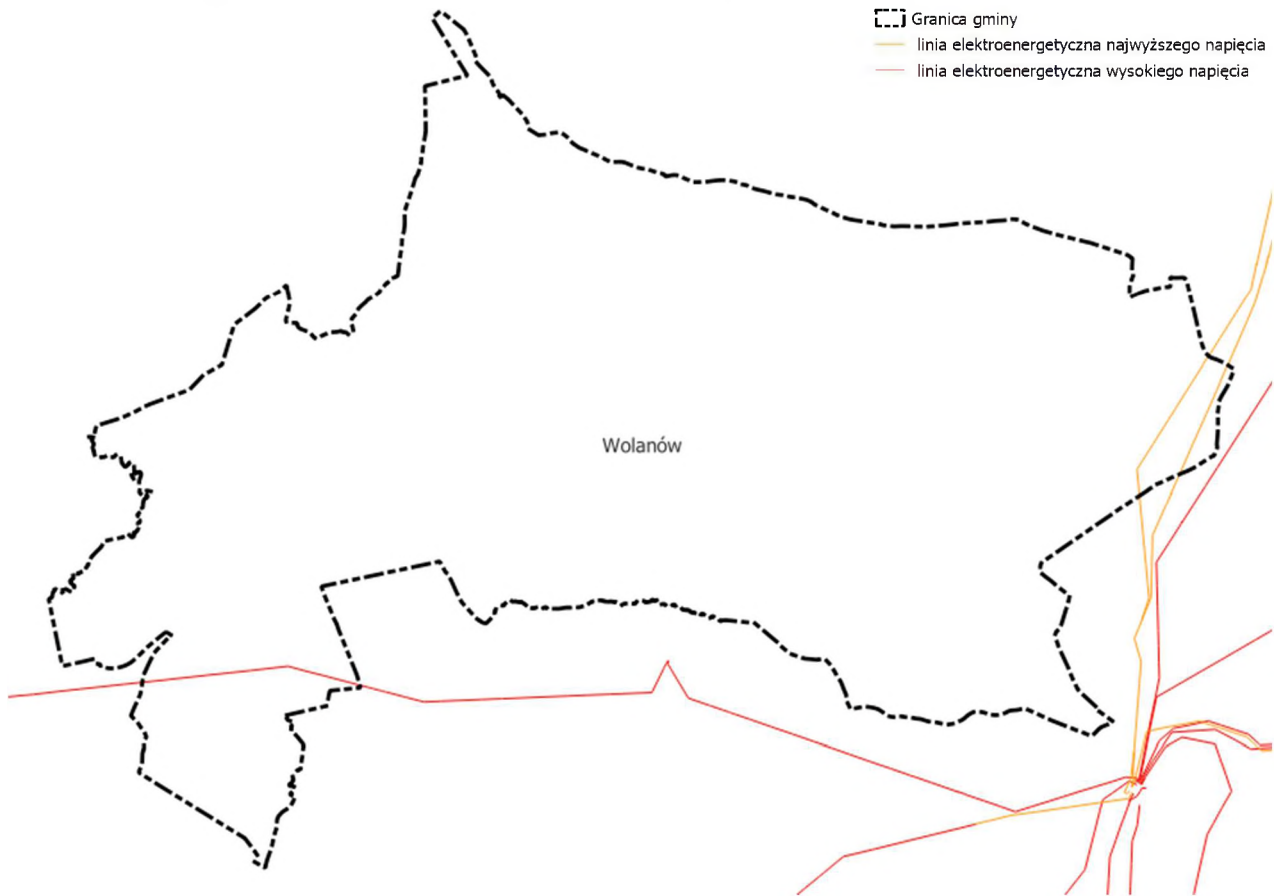 Granica gminy
linia elektroenergetyczna najwyższego napięcia
linia elektroenergetyczna wysokiego napięcia
Wolanów